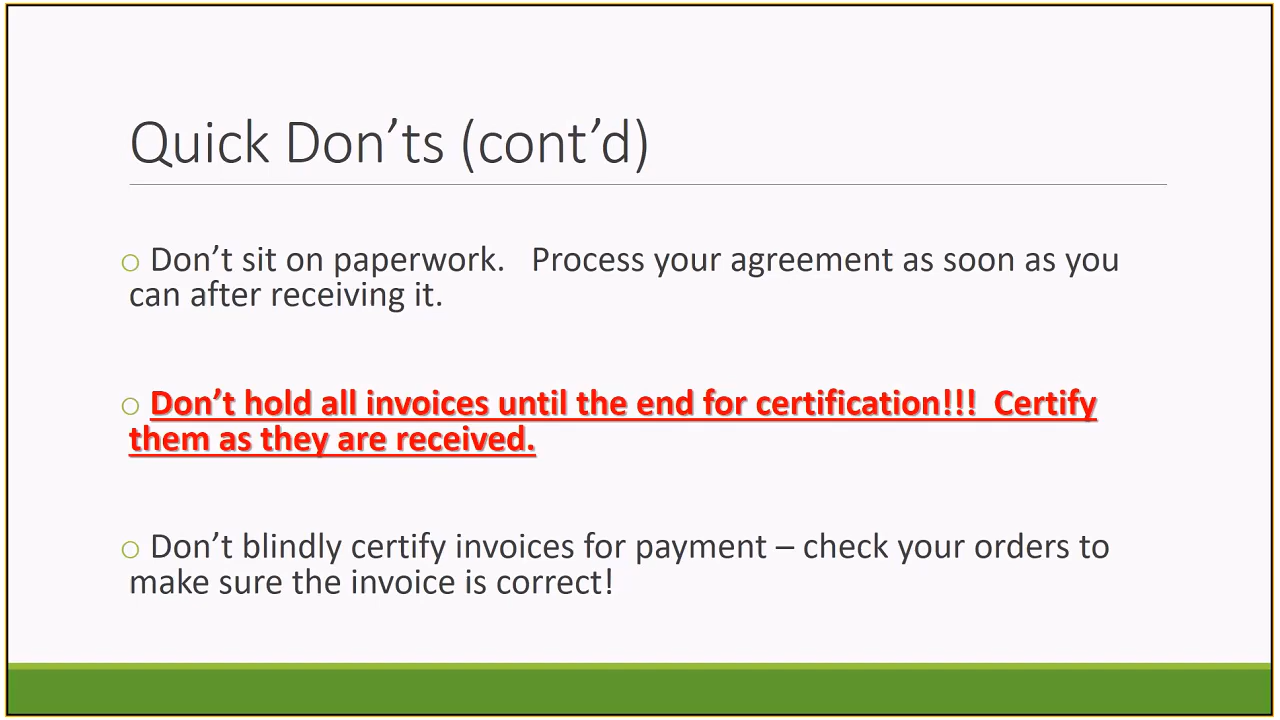 Quick Don’ts (cont’d)
Don’t sit on paperwork.   Process your agreement as soon as you
can after receiving it.
Don’t hold all invoices until the end for certification!!!  Certify
them as they are received.
Don’t blindly certify invoices for payment – check your orders to
make sure the invoice is correct!